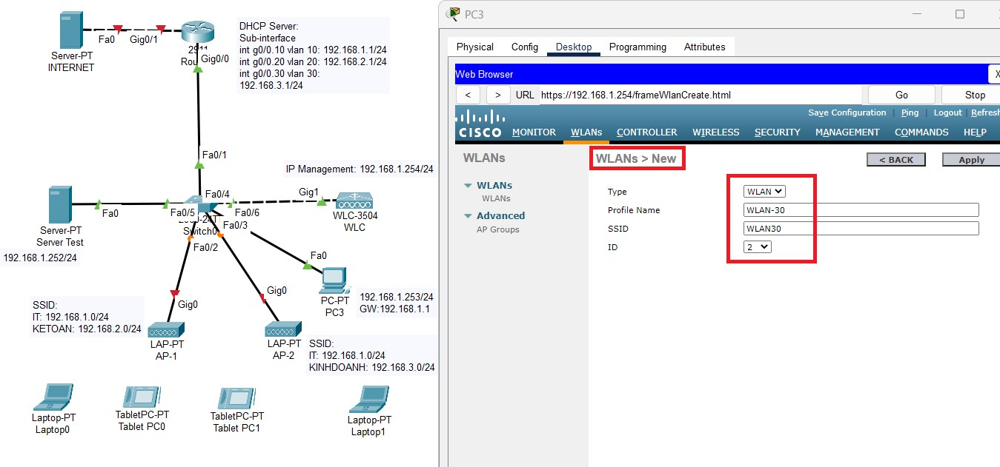 Server-PT
INTERNET
Fa0
Gig0/1
Gig0/0
DHCP Server:
Sub-interface
int g0/0.10 vlan 10: 192.168.1.1/24
int g0/0.20 vlan 20: 192.168.2.1/24
int g0/0.30 vlan 30:
192.168.3.1/24
Fa0/1
IP Management: 192.168.1.254/24
Fa0/4
Gig1
Fa0
Fa0/5
Fa0/6
WLC-3504
WLC
Fa0/3
Switch0
Fa0/2
Server-PT
Server Test
192.168.1.252/24
Fa0
Gig0
Gig0
PC-PT
PC3
192.168.1.253/24
GW:192.168.1.1
SSID:
IT: 192.168.1.0/24
KETOAN: 192.168.2.0/24
LAP-PT
AP-1
LAP-PT
AP-2
SSID:
IT: 192.168.1.0/24
KINHDOANH: 192.168.3.0/24
Laptop-PT
Laptop0
TabletPC-PT
Tablet PC0
TabletPC-PT
Tablet PC1
Laptop-PT
Laptop1
PC3
Physical Config Desktop Programming Attributes
Web Browser X
< > URL https://192.168.1.254/frameWlanCreate.html Go Stop
Save Configuration | Ping | Logout | Refresh
CISCO MONITOR WLANs CONTROLLER WIRELESS SECURITY MANAGEMENT COMMANDS HELP
WLANs
WLANs > New
< BACK Apply
WLANs
WLANs
Advanced
AP Groups
Type WLAN
Profile Name WLAN-30
SSID WLAN30
ID 2